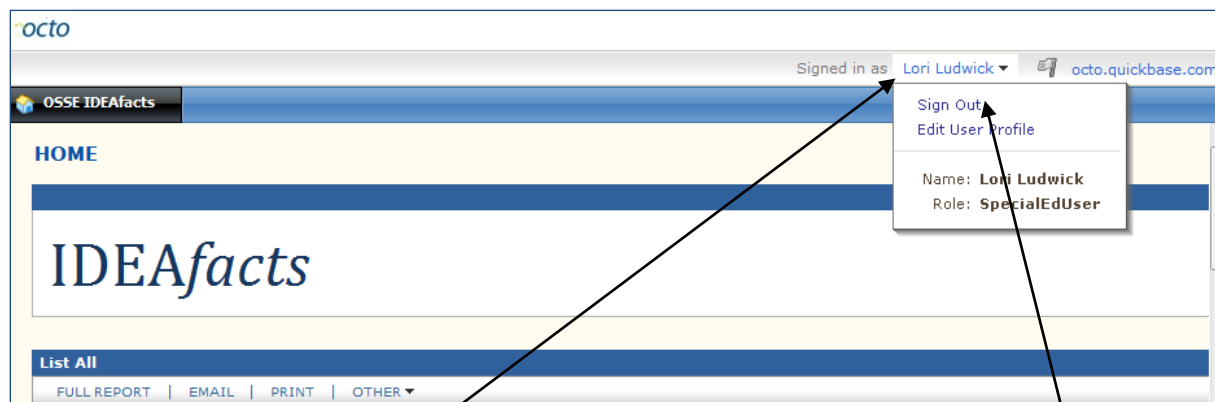 octo
Signed in as Lori Ludwick octo.quickbase.com
OSSE IDEAfacts
Sign Out
Edit User Profile
HOME
Name: Lori Ludwick
Role: SpecialEdUser
IDEAfacts
List All
FULL REPORT | EMAIL | PRINT | OTHER